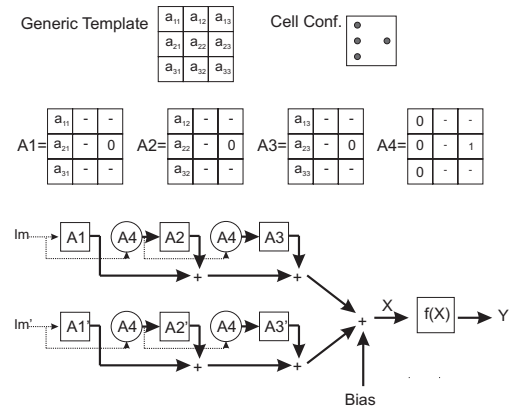 Generic Template
a11 a12 a13
a21 a22 a23
a31 a32 a33
Cell Conf.
A1=
a11 - -
a21 - 0
a31 - -
A2=
a12 - -
a22 - 0
a32 - -
A3=
a13 - -
a23 - 0
a33 - -
A4=
0 - -
0 - 1
0 - -
Im A1 A4 A2 A4 A3
+ +
Im' A1' A4 A2' A4 A3'
+ +
+ X f(X) Y
Bias